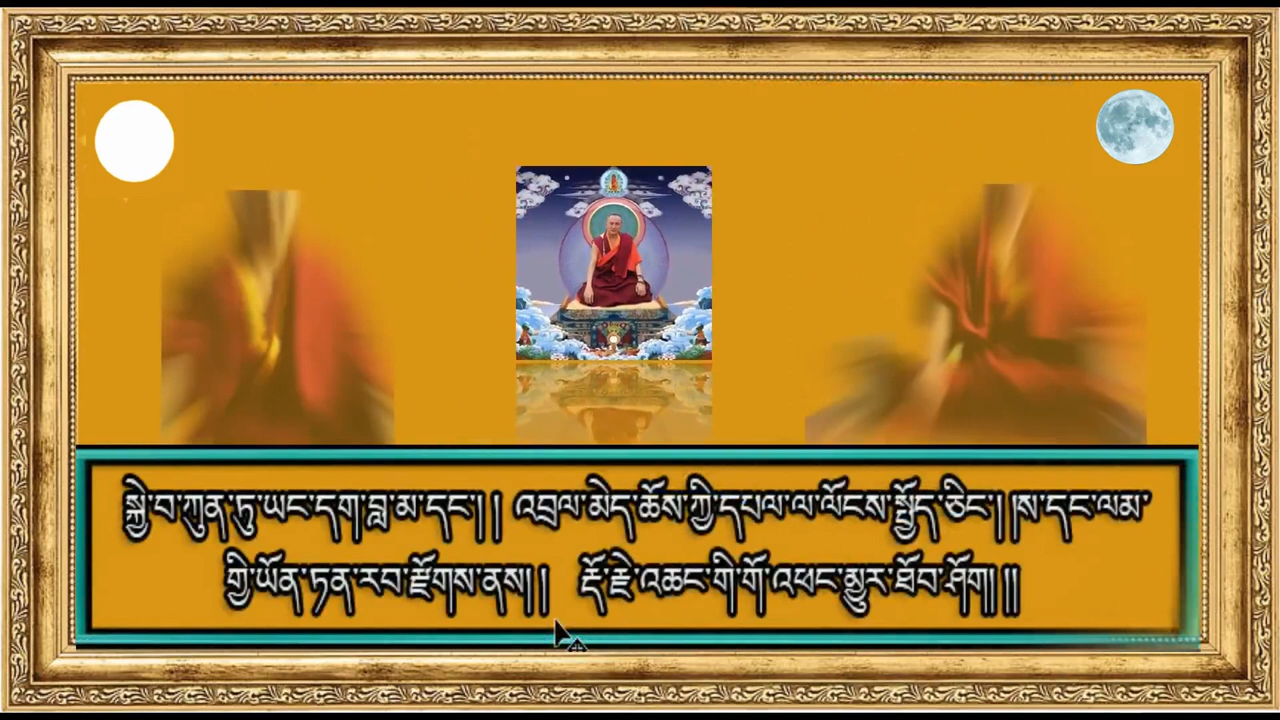 སྐྱེ་བ་ཀུན་ཏུ་ཡང་དག་བླ་མ་དང་། ། འབྲལ་མེད་ཆོས་ཀྱི་དཔལ་ལ་ལོངས་སྤྱོད་ཅིང་། །ས་དང་ལམ་
གྱི་ཡོན་ཏན་རབ་རྫོགས་ནས། །  རྡོ་རྗེ་འཆང་གི་གོ་འཕང་མྱུར་ཐོབ་ཤོག། །།